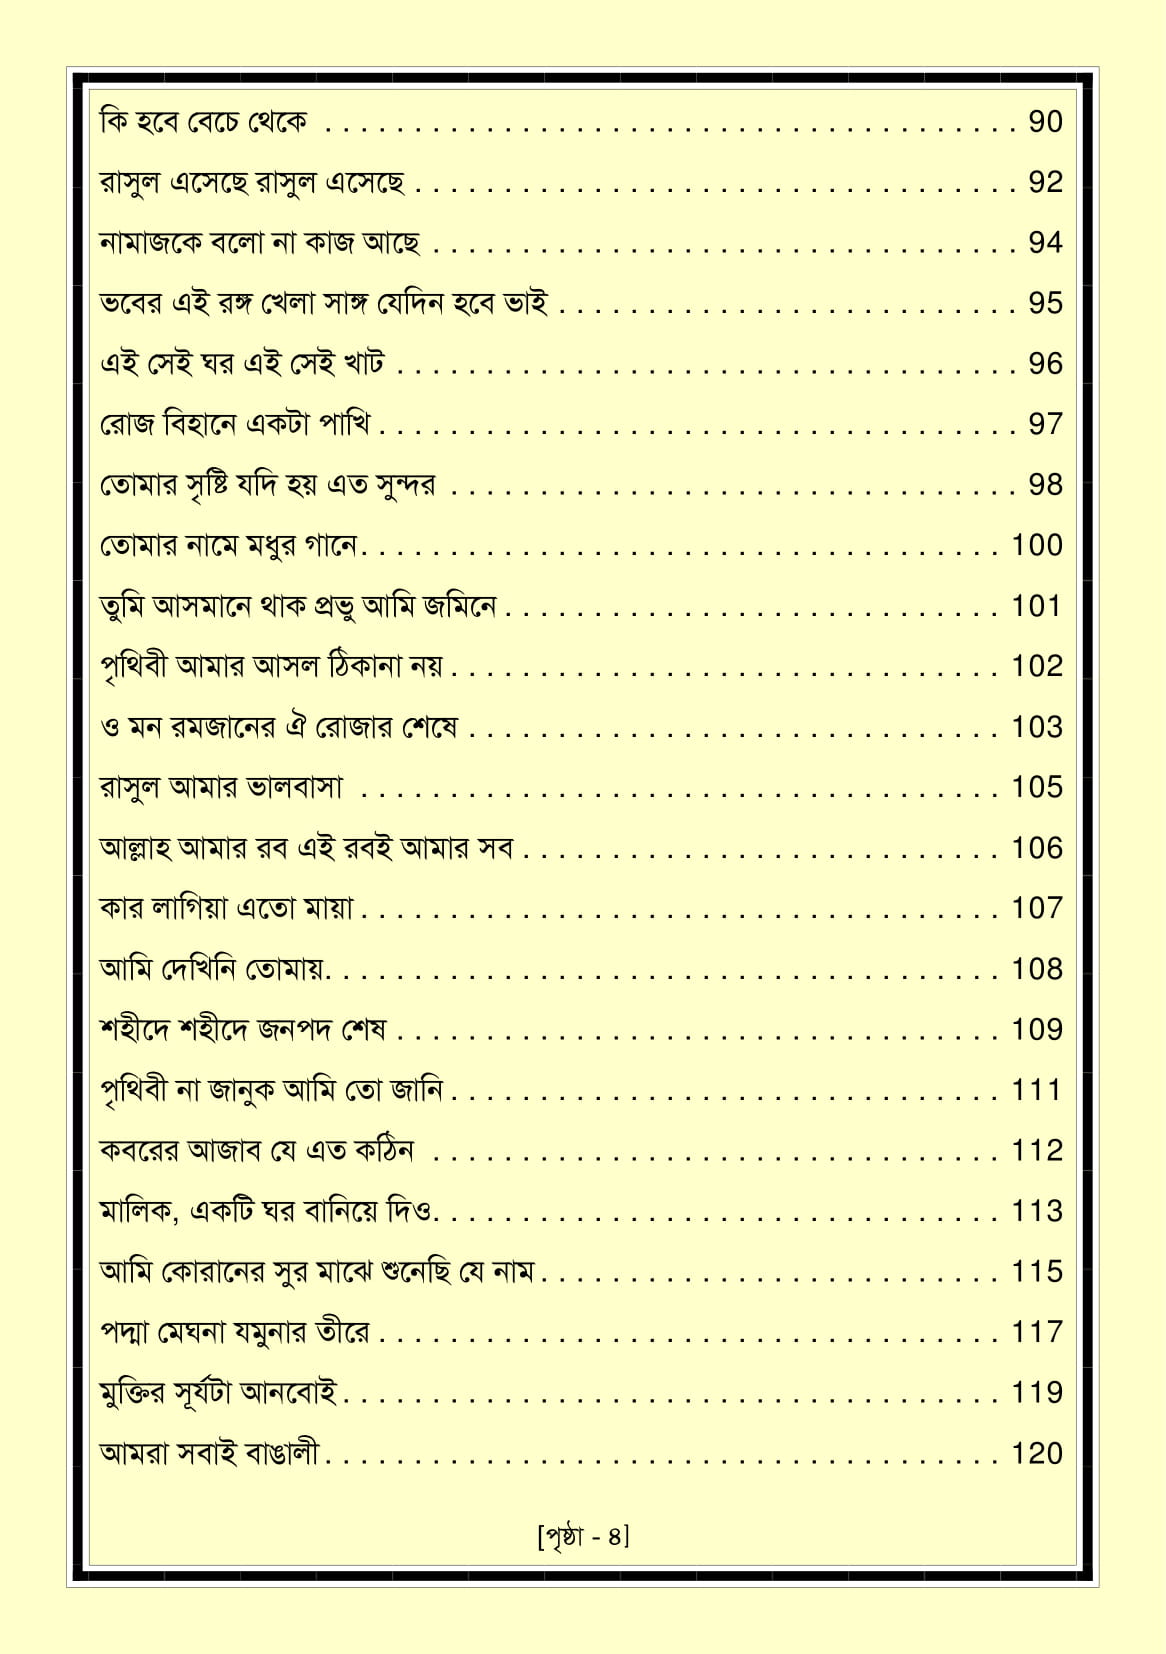 কি হবে বেচে থেকে . . . . . . . . . . . . . . . . . . . . . . . . . . . . . . . . . . . . . . . 90
রাসুল এসেছে রাসুল এসেছে . . . . . . . . . . . . . . . . . . . . . . . . . . . . . . . . . . 92
নামাজকে বলো না কাজ আছে . . . . . . . . . . . . . . . . . . . . . . . . . . . . . . . . . 94
ভবের এই রঙ্গ খেলা সাঙ্গ যেদিন হবে ভাই . . . . . . . . . . . . . . . . . . . . . . . . . . 95
এই সেই ঘর এই সেই খাট . . . . . . . . . . . . . . . . . . . . . . . . . . . . . . . . . . . 96
রোজ বিহানে একটা পাখি . . . . . . . . . . . . . . . . . . . . . . . . . . . . . . . . . . . . 97
তোমার সৃষ্টি যদি হয় এত সুন্দর . . . . . . . . . . . . . . . . . . . . . . . . . . . . . . . . 98
তোমার নামে মধুর গানে . . . . . . . . . . . . . . . . . . . . . . . . . . . . . . . . . . . . 100
তুমি আসমানে থাক প্রভু আমি জমিনে . . . . . . . . . . . . . . . . . . . . . . . . . . . . 101
পৃথিবী আমার আসল ঠিকানা নয় . . . . . . . . . . . . . . . . . . . . . . . . . . . . . . . 102
ও মন রমজানের ঐ রোজার শেষে . . . . . . . . . . . . . . . . . . . . . . . . . . . . . . 103
রাসুল আমার ভালবাসা . . . . . . . . . . . . . . . . . . . . . . . . . . . . . . . . . . . . 105
আল্লাহ আমার রব এই রবই আমার সব . . . . . . . . . . . . . . . . . . . . . . . . . . . 106
কার লাগিয়া এতো মায়া . . . . . . . . . . . . . . . . . . . . . . . . . . . . . . . . . . . . 107
আমি দেখিনি তোমায় . . . . . . . . . . . . . . . . . . . . . . . . . . . . . . . . . . . . . . 108
শহীদে শহীদে জনপদ শেষ . . . . . . . . . . . . . . . . . . . . . . . . . . . . . . . . . . 109
পৃথিবী না জানুক আমি তো জানি . . . . . . . . . . . . . . . . . . . . . . . . . . . . . . . 111
কবরের আজাব যে এত কঠিন . . . . . . . . . . . . . . . . . . . . . . . . . . . . . . . . 112
মালিক, একটি ঘর বানিয়ে দিও . . . . . . . . . . . . . . . . . . . . . . . . . . . . . . . . 113
আমি কোরানের সুর মাঝে শুনেছি যে নাম . . . . . . . . . . . . . . . . . . . . . . . . . . 115
পদ্মা মেঘনা যমুনার তীরে . . . . . . . . . . . . . . . . . . . . . . . . . . . . . . . . . . . 117
মুক্তির সূর্যটা আনবোই . . . . . . . . . . . . . . . . . . . . . . . . . . . . . . . . . . . . . 119
আমরা সবাই বাঙালী . . . . . . . . . . . . . . . . . . . . . . . . . . . . . . . . . . . . . . 120
[পৃষ্ঠা - ৪]